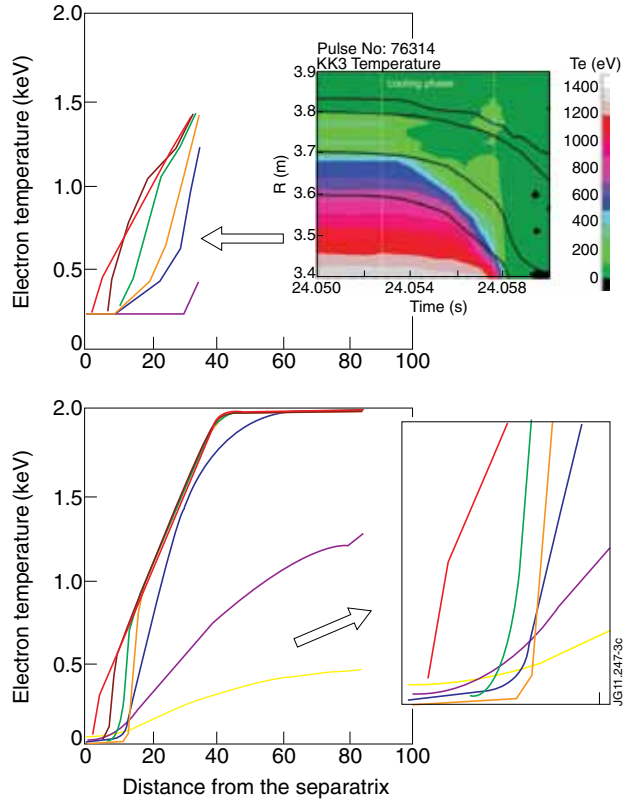 2.0
1.5
1.0
0.5
0
Electron temperature (keV)
0 20 40 60 80 100
Pulse No: 76314
KK3 Temperature
Te (eV)
3.9
3.8
3.7
3.6
3.5
3.4
R (m)
24.050 24.054 24.058
Time (s)
1400
1200
1000
800
600
400
200
0
2.0
1.5
1.0
0.5
0
Electron temperature (keV)
0 20 40 60 80 100
Distance from the separatrix
JG11.247-3c